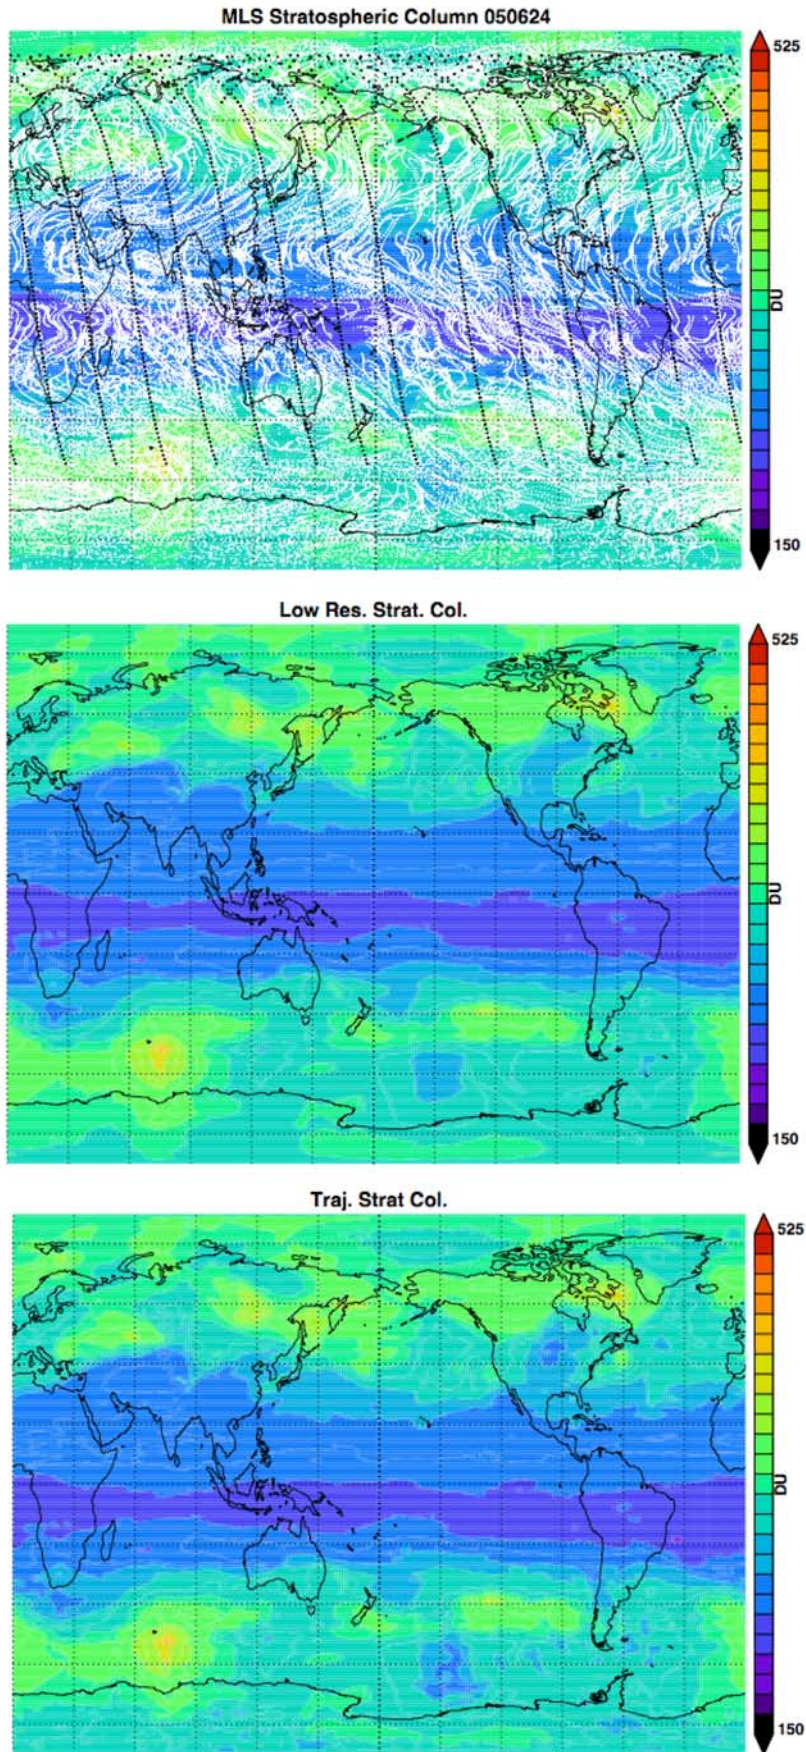 MLS Stratospheric Column 050624
525
DU
150
Low Res. Strat. Col.
525
DU
150
Traj. Strat Col.
525
DU
150